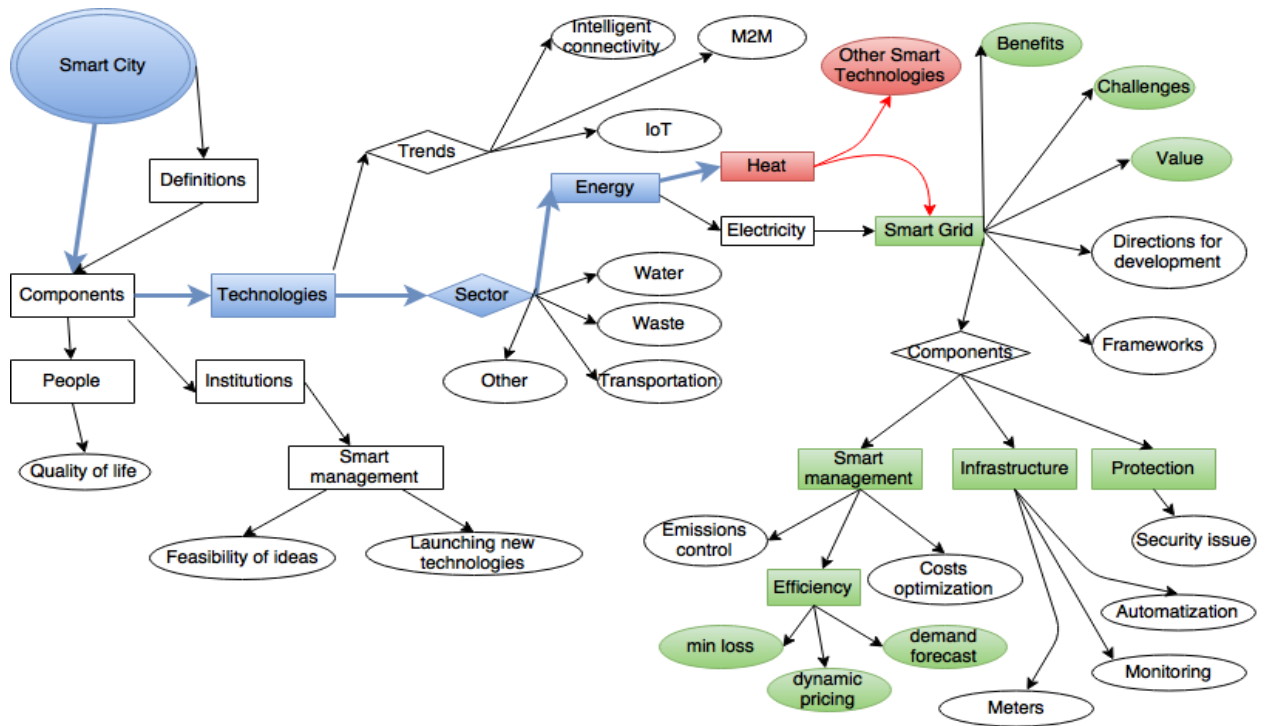 Smart City
Intelligent
connectivity
M2M
Other Smart
Technologies
Benefits
Challenges
Trends
IoT
Value
Definitions
Energy
Heat
Electricity
Smart Grid
Directions for
development
Components
Technologies
Sector
Water
Waste
Other
Transportation
Components
Frameworks
People
Institutions
Quality of life
Smart
management
Feasibility of ideas
Launching new
technologies
Smart
management
Infrastructure
Protection
Emissions
control
Efficiency
Costs
optimization
Security issue
Automatization
min loss
dynamic
pricing
demand
forecast
Monitoring
Meters